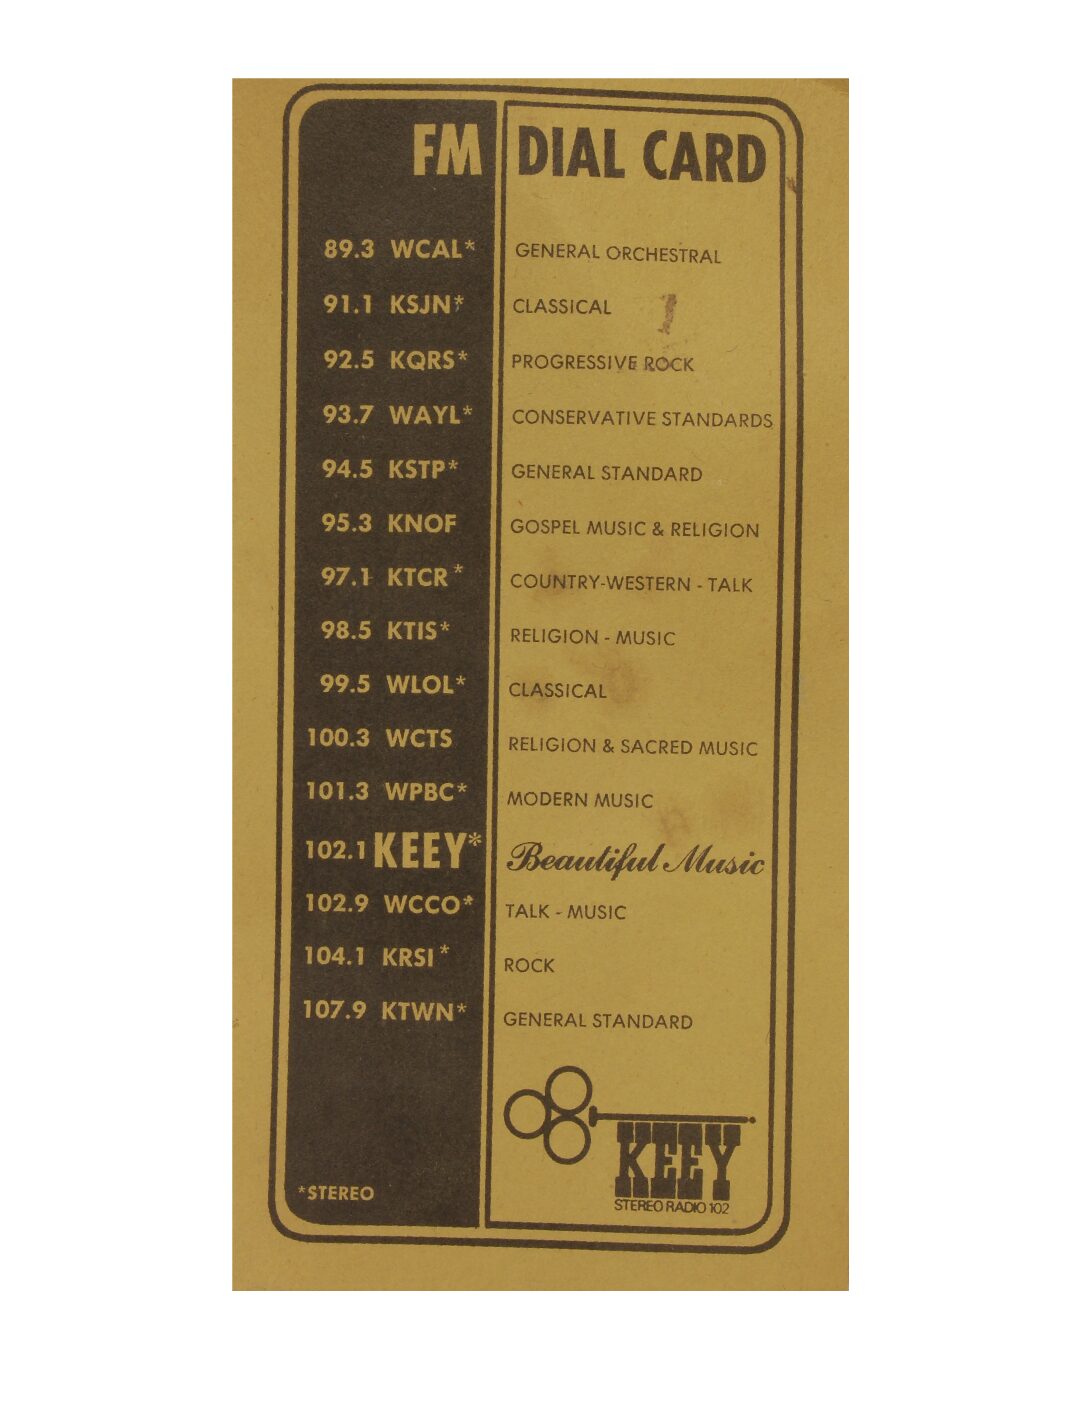 FM DIAL CARD
89.3 WCAL* GENERAL ORCHESTRAL
91.1 KSJN* CLASSICAL
92.5 KQRS* PROGRESSIVE ROCK
93.7 WAYL* CONSERVATIVE STANDARDS
94.5 KSTP* GENERAL STANDARD
95.3 KNOF GOSPEL MUSIC & RELIGION
97.1 KTCR* COUNTRY-WESTERN - TALK
98.5 KTIS* RELIGION - MUSIC
99.5 WLOL* CLASSICAL
100.3 WCTS RELIGION & SACRED MUSIC
101.3 WPBC* MODERN MUSIC
102.1 KEEY* Beautiful Music
102.9 WCCO* TALK - MUSIC
104.1 KRSI* ROCK
107.9 KTWN* GENERAL STANDARD
KEEY
*STEREO
STEREO RADIO 102